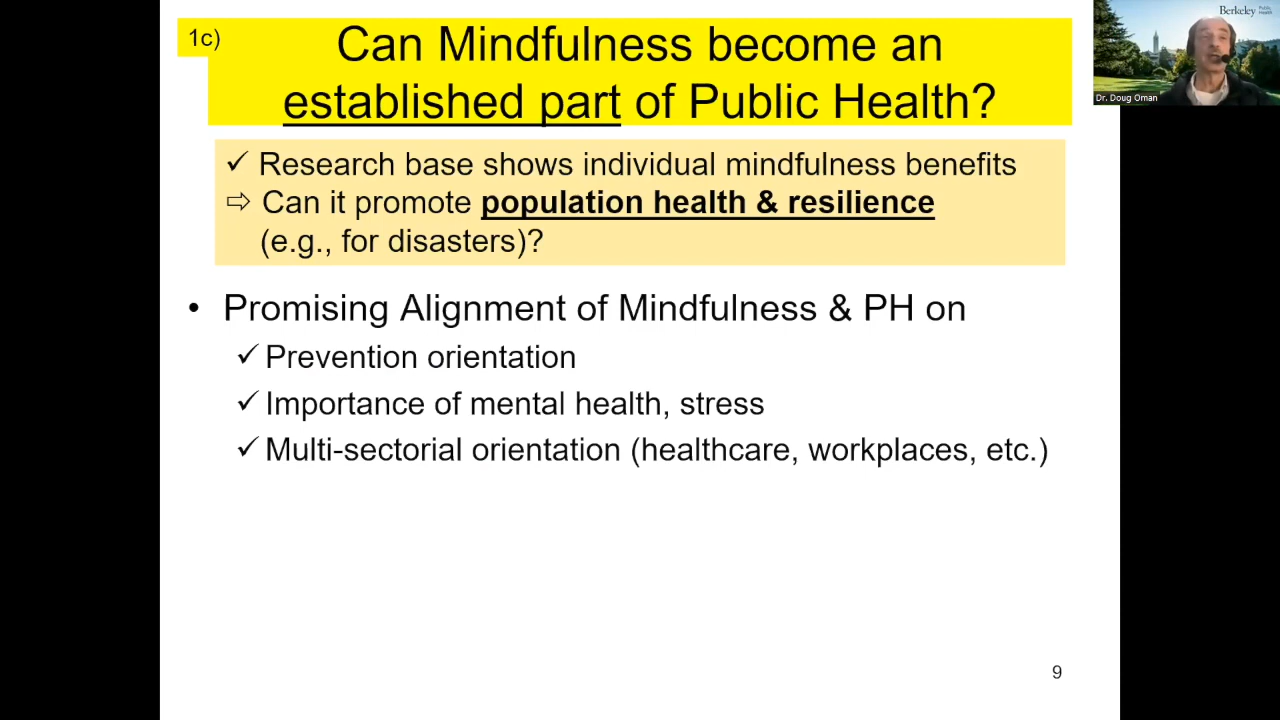 1c)
Can Mindfulness become an
established part of Public Health?
✓ Research base shows individual mindfulness benefits
⇨ Can it promote population health & resilience
(e.g., for disasters)?
• Promising Alignment of Mindfulness & PH on
✓ Prevention orientation
✓ Importance of mental health, stress
✓ Multi-sectorial orientation (healthcare, workplaces, etc.)
9
Berkeley Public Health
Dr. Doug Oman